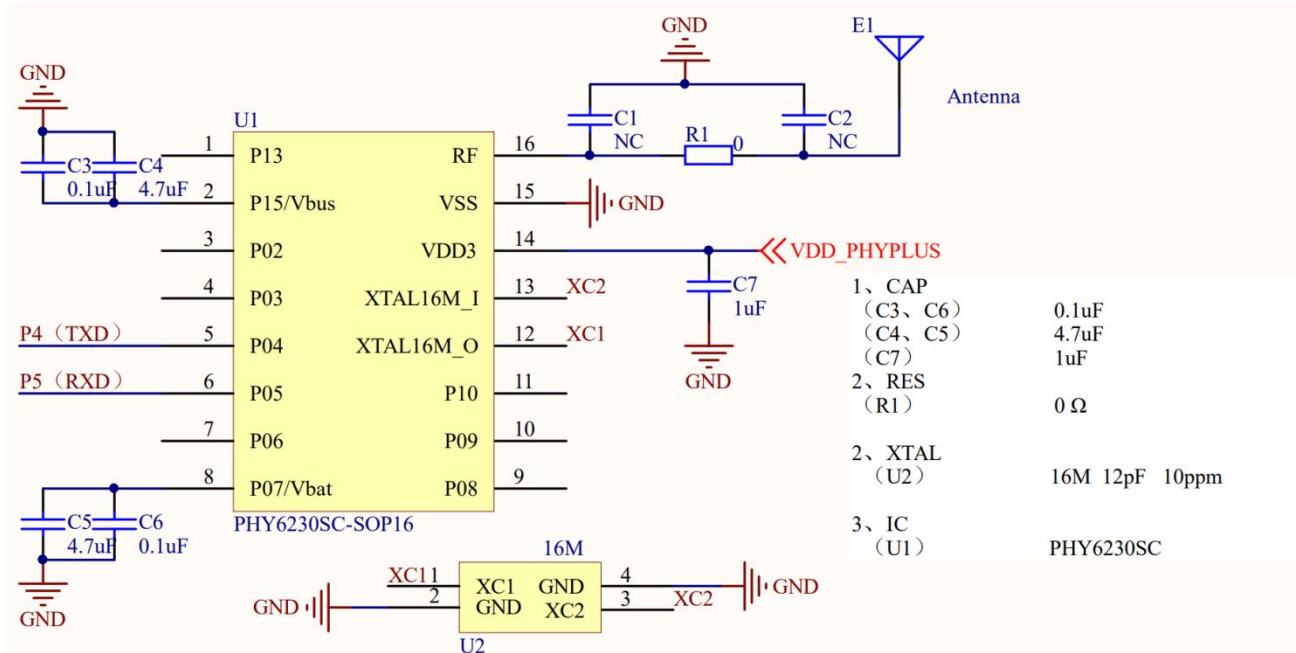 E1
GND
GND
Antenna
C1
NC
C2
NC
R1
0
U1
C3
0.1uF
C4
4.7uF
1
P13
RF
16
2
P15/Vbus
VSS
15
GND
3
P02
VDD3
14
VDD_PHYPLUS
4
P03
XTAL16M_I
13
XC2
C7
1uF
P4（TXD）
5
P04
XTAL16M_O
12
XC1
GND
P5（RXD）
6
P05
P10
11
7
P06
P09
10
8
P07/Vbat
P08
9
C5
4.7uF
C6
0.1uF
GND
PHY6230SC-SOP16
1、CAP
（C3、C6） 0.1uF
（C4、C5） 4.7uF
（C7） 1uF
2、RES
（R1） 0 Ω
2、XTAL
（U2） 16M 12pF 10ppm
3、IC
（U1） PHY6230SC
16M
XC1
1
XC1
GND
4
GND
GND
2
GND
XC2
3
XC2
U2